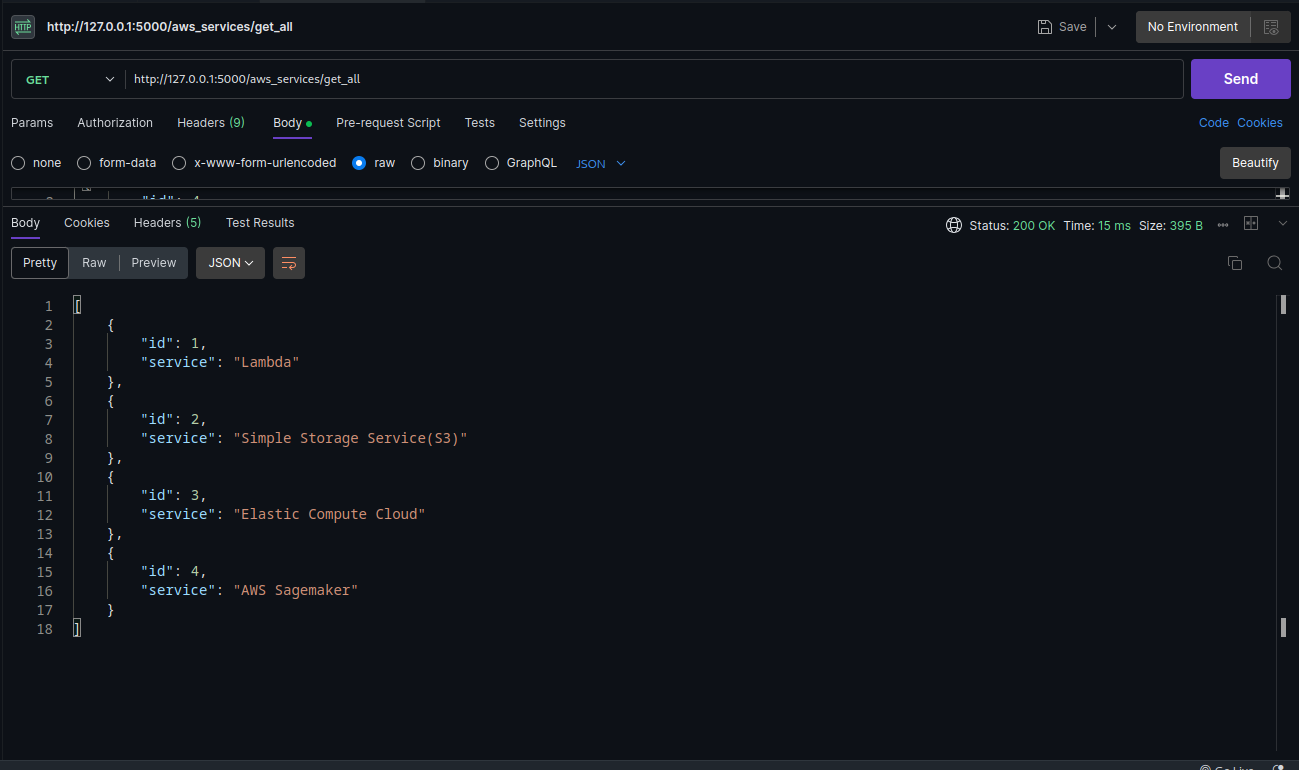 HTTP http://127.0.0.1:5000/aws_services/get_all Save No Environment
GET http://127.0.0.1:5000/aws_services/get_all Send
Params Authorization Headers (9) Body Pre-request Script Tests Settings Code Cookies
none form-data x-www-form-urlencoded raw binary GraphQL JSON Beautify
Body Cookies Headers (5) Test Results Status: 200 OK Time: 15 ms Size: 395 B
Pretty Raw Preview JSON
1 [
2 {
3 "id": 1,
4 "service": "Lambda"
5 },
6 {
7 "id": 2,
8 "service": "Simple Storage Service(S3)"
9 },
10 {
11 "id": 3,
12 "service": "Elastic Compute Cloud"
13 },
14 {
15 "id": 4,
16 "service": "AWS Sagemaker"
17 }
18 ]